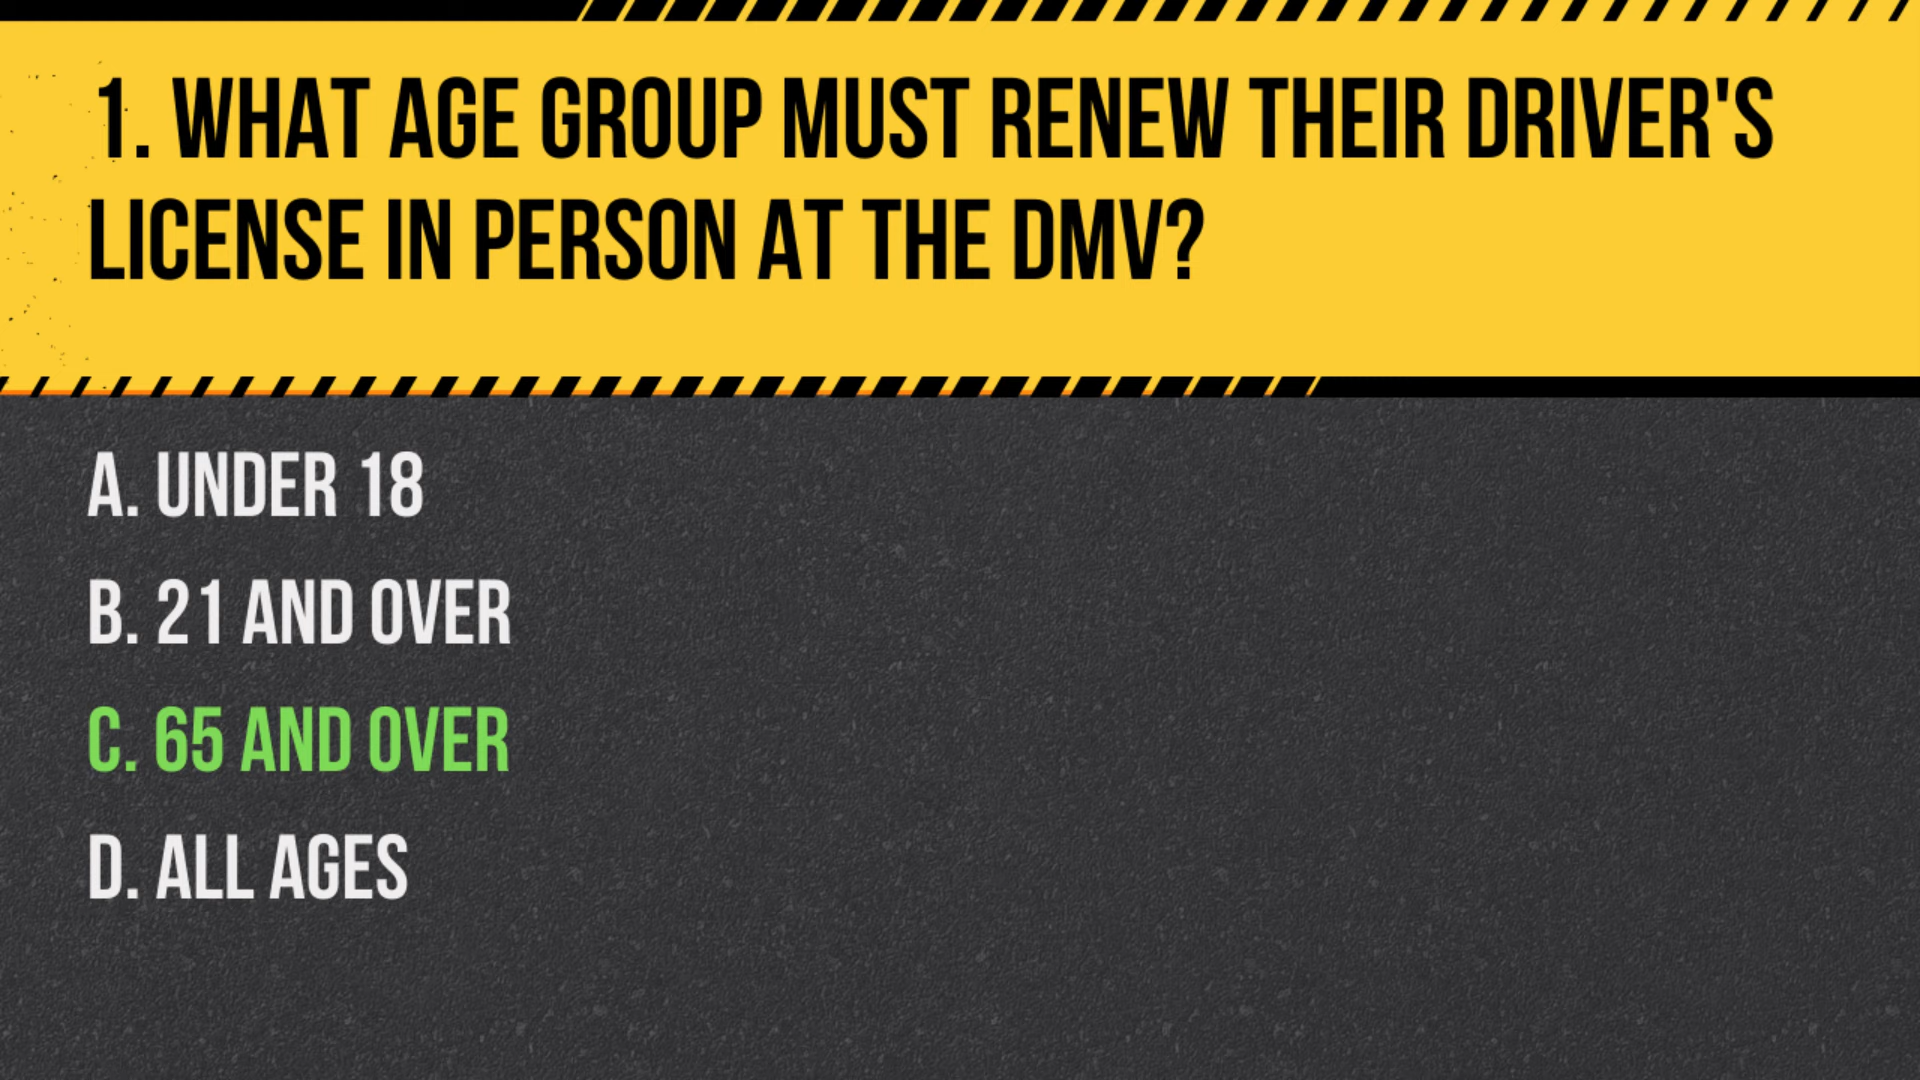 1. WHAT AGE GROUP MUST RENEW THEIR DRIVER'S
LICENSE IN PERSON AT THE DMV?
A. UNDER 18
B. 21 AND OVER
C. 65 AND OVER
D. ALL AGES